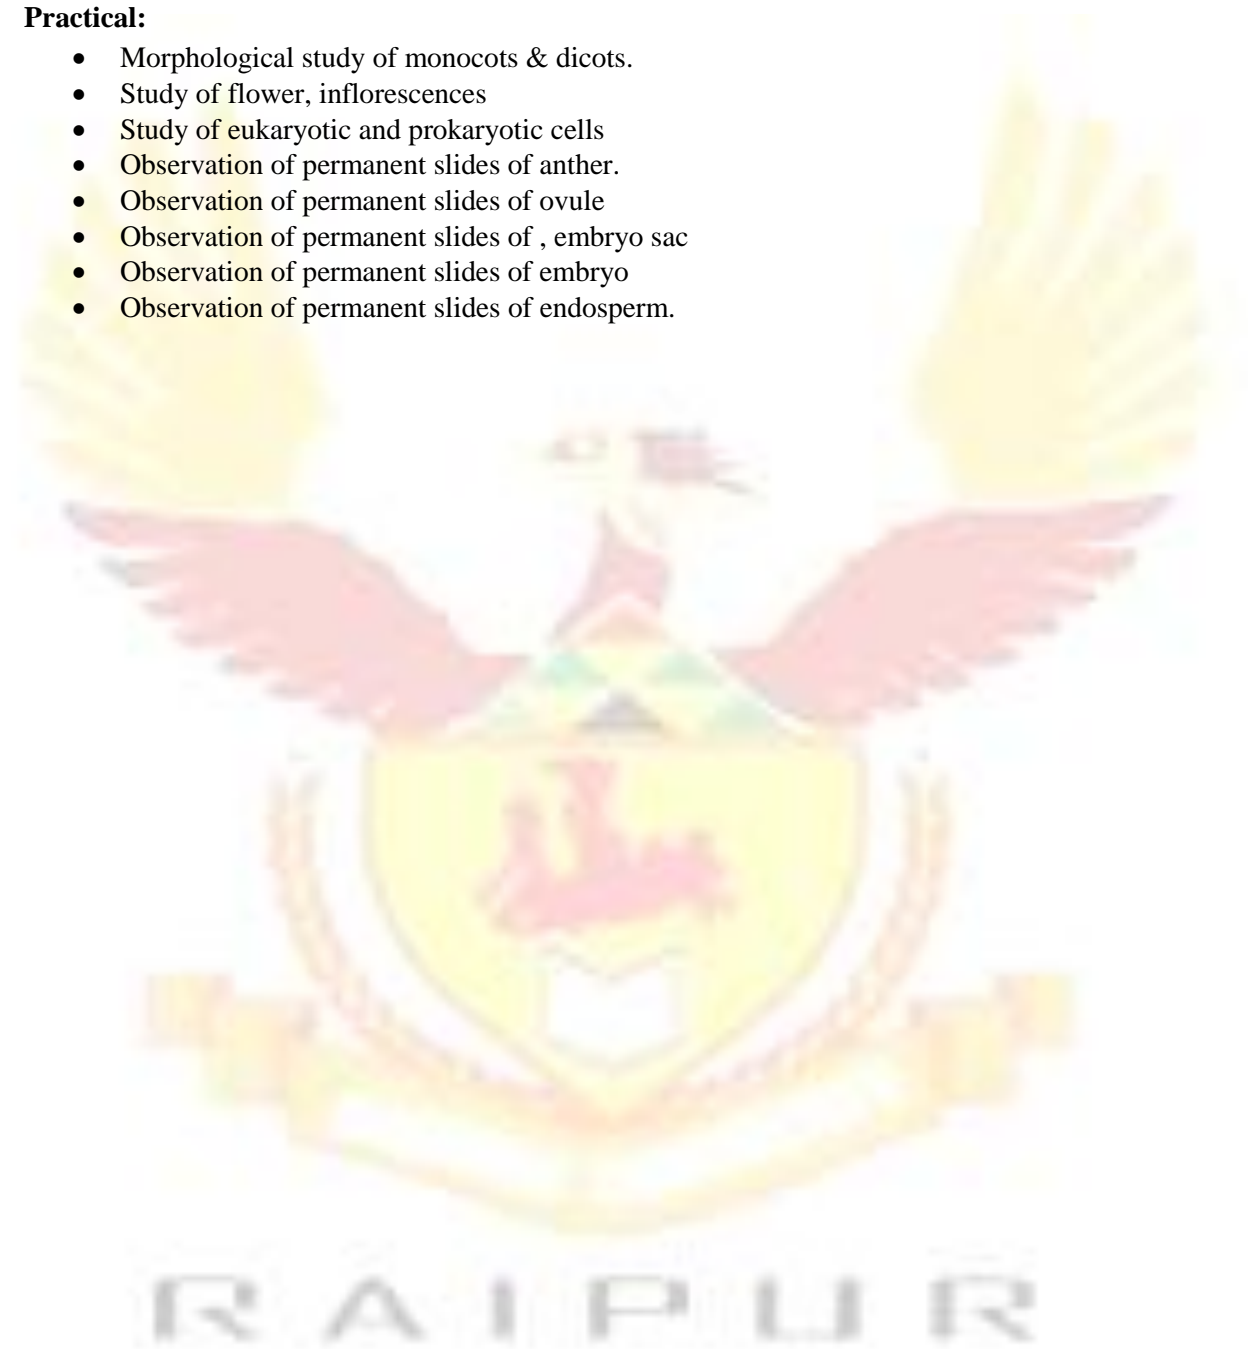 Practical:
• Morphological study of monocots & dicots.
• Study of flower, inflorescences
• Study of eukaryotic and prokaryotic cells
• Observation of permanent slides of anther.
• Observation of permanent slides of ovule
• Observation of permanent slides of , embryo sac
• Observation of permanent slides of embryo
• Observation of permanent slides of endosperm.
RAIPUR